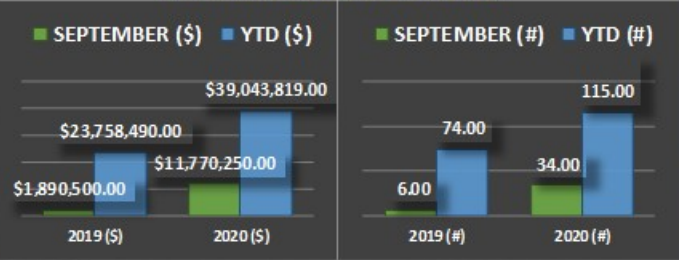 SEPTEMBER ($) YTD ($)
$39,043,819.00
$23,758,490.00
$11,770,250.00
$1,890,500.00
2019 ($) 2020 ($)
SEPTEMBER (#) YTD (#)
115.00
74.00
34.00
6.00
2019 (#) 2020 (#)